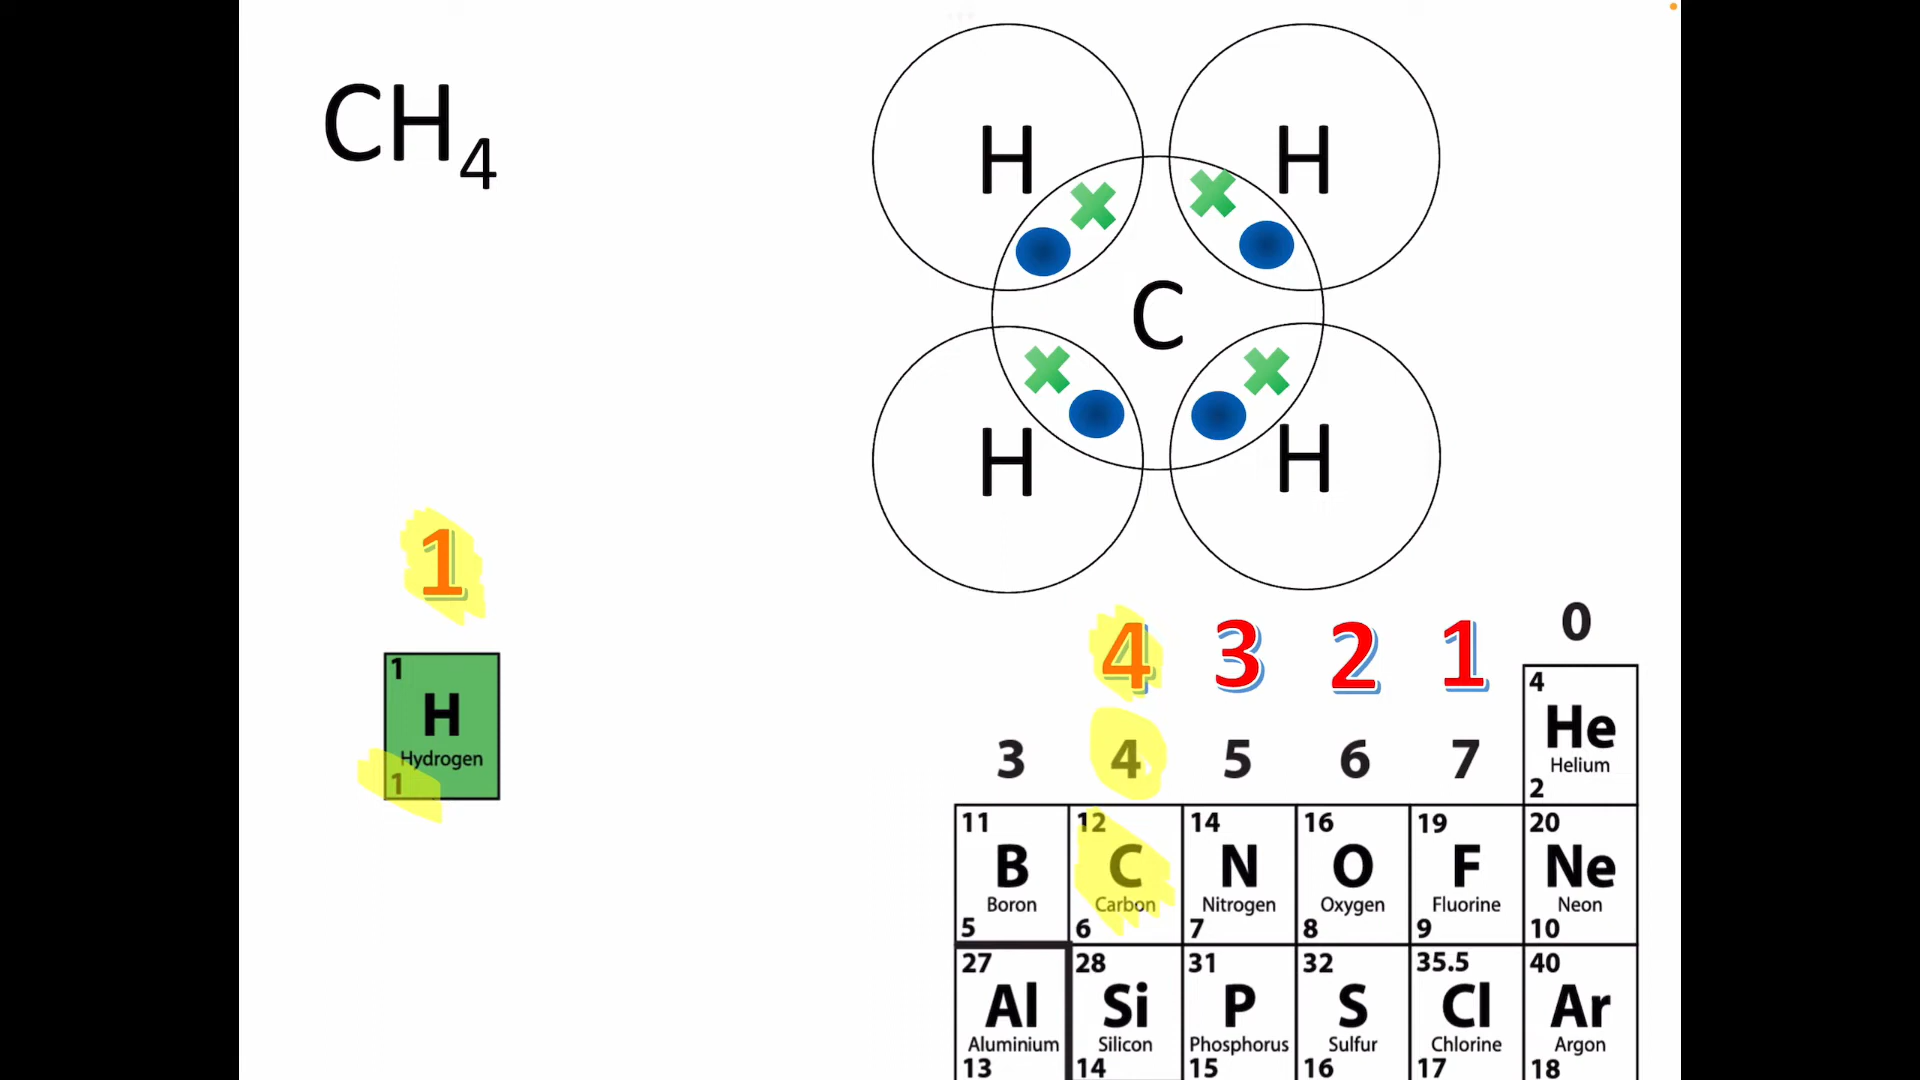 CH4
H H
C
H H
1
1
H
Hydrogen
1
4 3 2 1 0
3 4 5 6 7
4
He
Helium
2
11 12 14 16 19 20
B C N O F Ne
Boron Carbon Nitrogen Oxygen Fluorine Neon
5 6 7 8 9 10
27 28 31 32 35.5 40
Al Si P S Cl Ar
Aluminium Silicon Phosphorus Sulfur Chlorine Argon
13 14 15 16 17 18